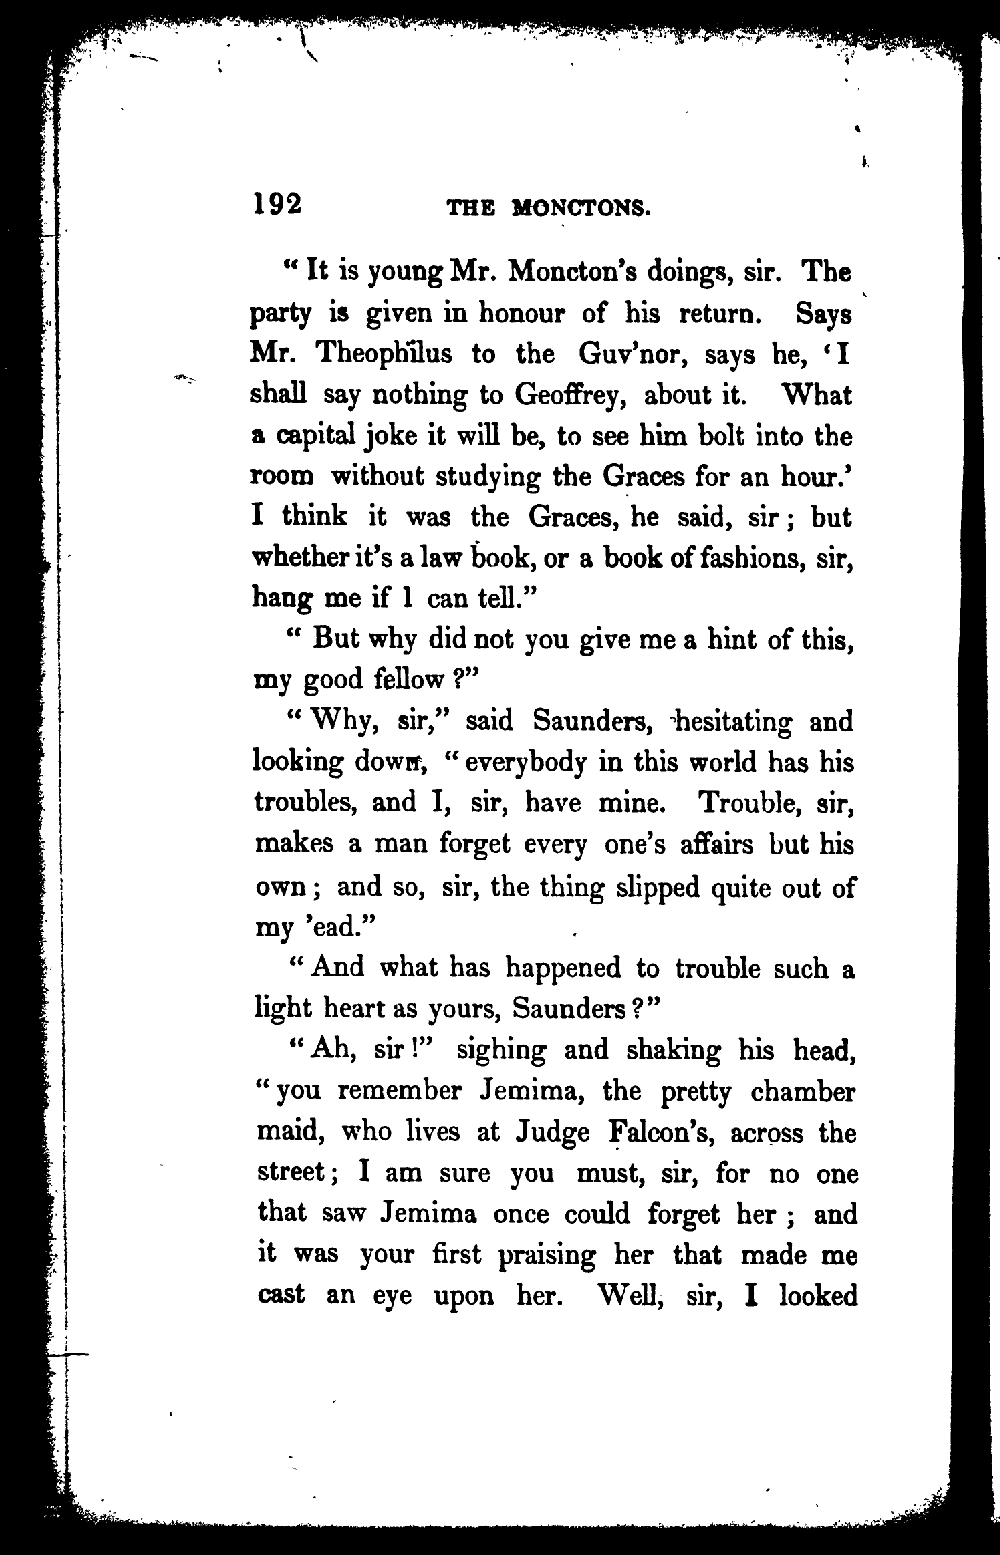 192 THE MONCTONS.
“ It is young Mr. Moncton’s doings, sir. The
party is given in honour of his return. Says
Mr. Theophilus to the Guv’nor, says he, ‘ I
shall say nothing to Geoffrey, about it. What
a capital joke it will be, to see him bolt into the
room without studying the Graces for an hour.’
I think it was the Graces, he said, sir ; but
whether it’s a law book, or a book of fashions, sir,
hang me if I can tell.”
“ But why did not you give me a hint of this,
my good fellow ?”
“ Why, sir,” said Saunders, hesitating and
looking down, “ everybody in this world has his
troubles, and I, sir, have mine. Trouble, sir,
makes a man forget every one’s affairs but his
own ; and so, sir, the thing slipped quite out of
my ’ead.”
“ And what has happened to trouble such a
light heart as yours, Saunders ?”
“ Ah, sir !” sighing and shaking his head,
“ you remember Jemima, the pretty chamber
maid, who lives at Judge Falcon’s, across the
street ; I am sure you must, sir, for no one
that saw Jemima once could forget her ; and
it was your first praising her that made me
cast an eye upon her. Well, sir, I looked